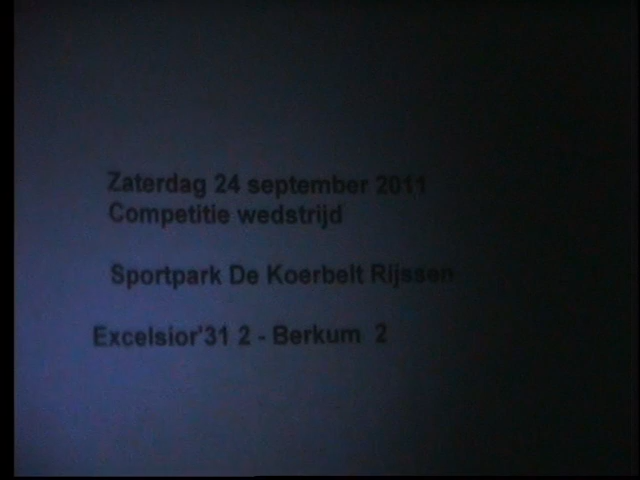 Zaterdag 24 september 2011
Competitie wedstrijd
Sportpark De Koerbelt Rijssen
Excelsior'31 2 - Berkum 2